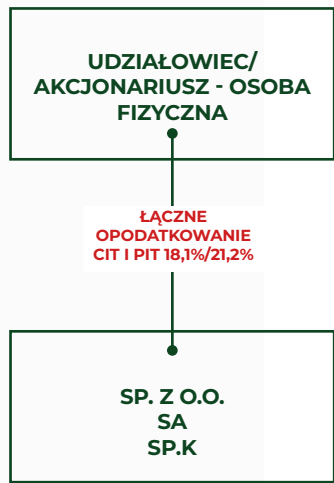 UDZIAŁOWIEC/
AKCJONARIUSZ - OSOBA
FIZYCZNA
ŁĄCZNE
OPODATKOWANIE
CIT I PIT 18,1%/21,2%
SP. Z O.O.
SA
SP.K